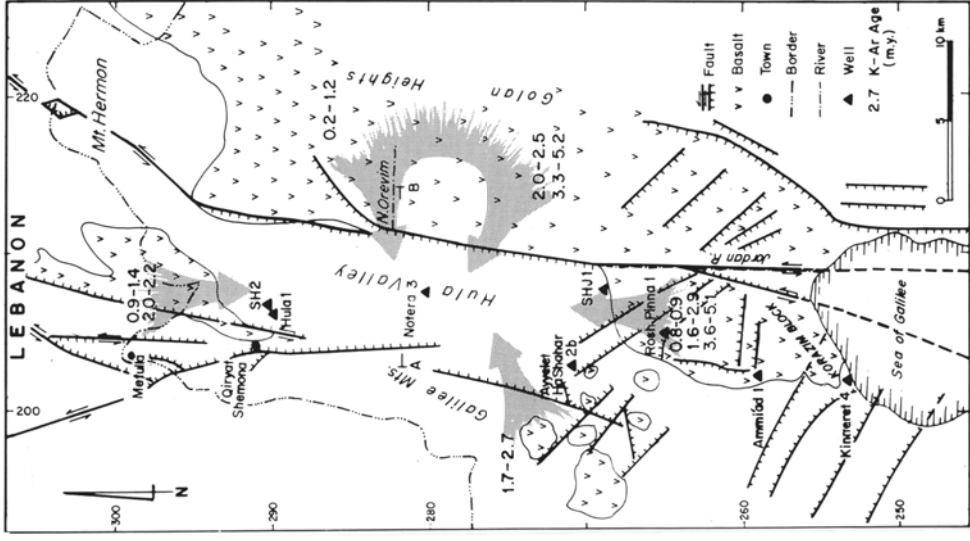 LEBANON
220
200
300
290
280
260
250
N
Mt. Hermon
Metulla
0.9-1.4
2.0-2.2
Qiryat
Shemona
SH2
Hula 1
0.2-1.2
Golan
Heights
N.Orevim
B
A
Hula Valley
Notera 3
Galilee Mts.
2.0-2.5
3.3-5.2
1.7-2.7
Ayyelet
HaShahar
2b
SHJ1
Rosh Pinna 1
0.8-0.9
1.6-2.9
3.6-5.1
Jordan R.
KORAZIM BLOCK
Ammiad 1
Kinneret 4
Sea of Galilee
Fault
Basalt
Town
Border
River
Well
2.7 K-Ar Age
(m.y.)
0 5 10 km